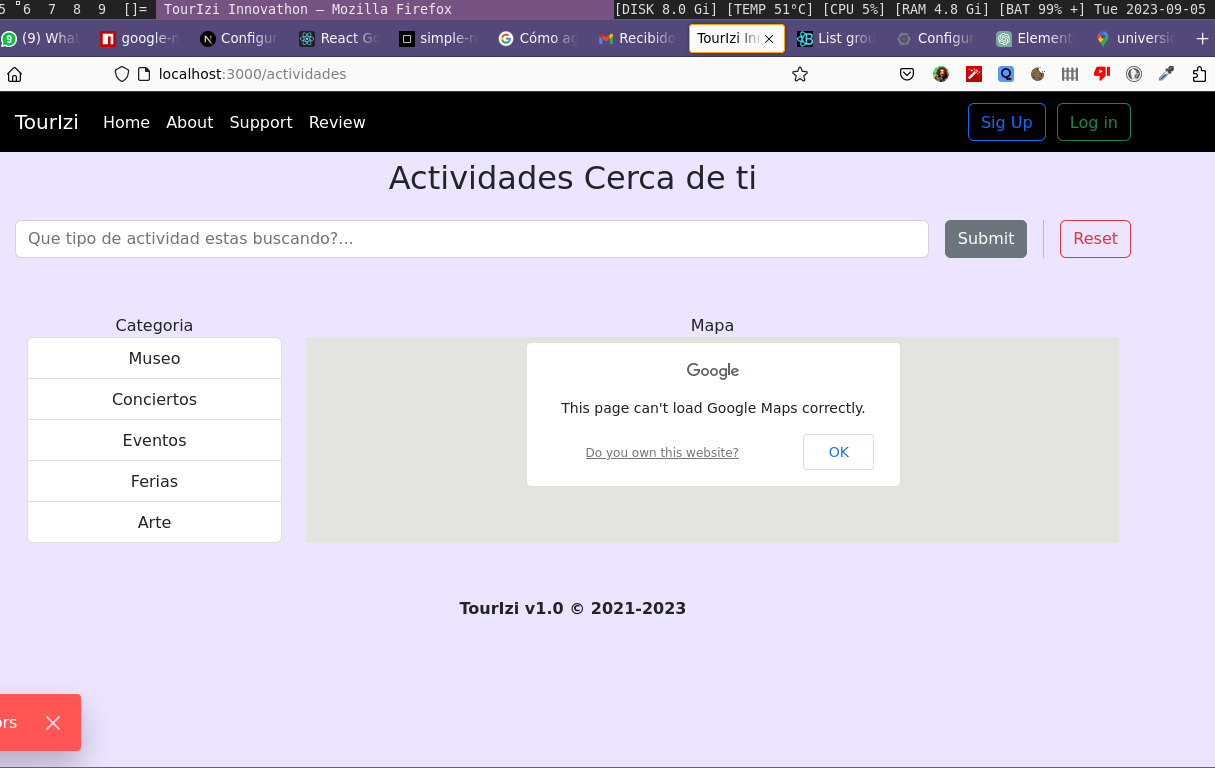 5 6 7 8 9 []= TourIzi Innovathon — Mozilla Firefox [DISK 8.0 Gi] [TEMP 51ºC] [CPU 5%] [RAM 4.8 Gi] [BAT 99% +] Tue 2023-09-05
9 (9) Wha google-n Configur React Go simple-r Cómo ag Recibido TourIzi Inn List grou Configur Element universi
localhost:3000/actividades
TourIzi Home About Support Review Sig Up Log in
Actividades Cerca de ti
Que tipo de actividad estas buscando?... Submit Reset
Categoria Mapa
Museo
Conciertos
Eventos
Ferias
Arte
Google
This page can't load Google Maps correctly.
Do you own this website? OK
TourIzi v1.0 © 2021-2023
ors